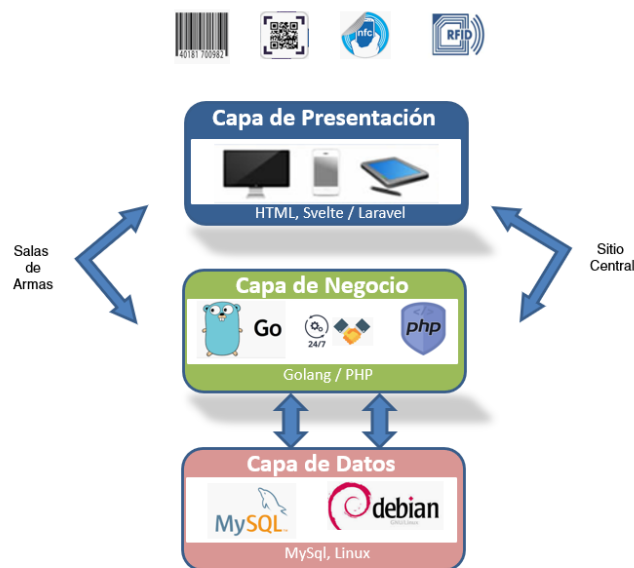 40181 700982
nfc
RFID
Capa de Presentación
HTML, Svelte / Laravel
Salas
de
Armas
Sitio
Central
Capa de Negocio
Go
24/7
php
Golang / PHP
Capa de Datos
MySQL
debian
MySql, Linux